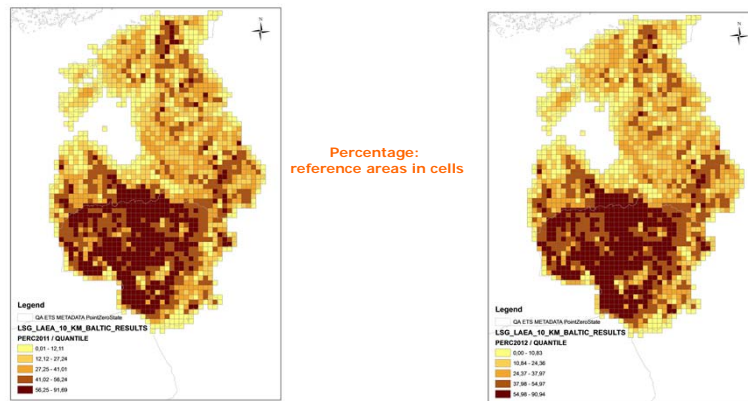 N
Legend
QA ETS METADATA PointZeroState
LSG_LAEA_10_KM_BALTIC_RESULTS
PERC2011 / QUANTILE
0,01 - 12,11
12,12 - 27,24
27,25 - 41,01
41,02 - 56,24
56,25 - 91,69
Percentage:
reference areas in cells
N
Legend
QA ETS METADATA PointZeroState
LSG_LAEA_10_KM_BALTIC_RESULTS
PERC2012 / QUANTILE
0,00 - 10,83
10,84 - 24,36
24,37 - 37,97
37,98 - 54,97
54,98 - 90,94